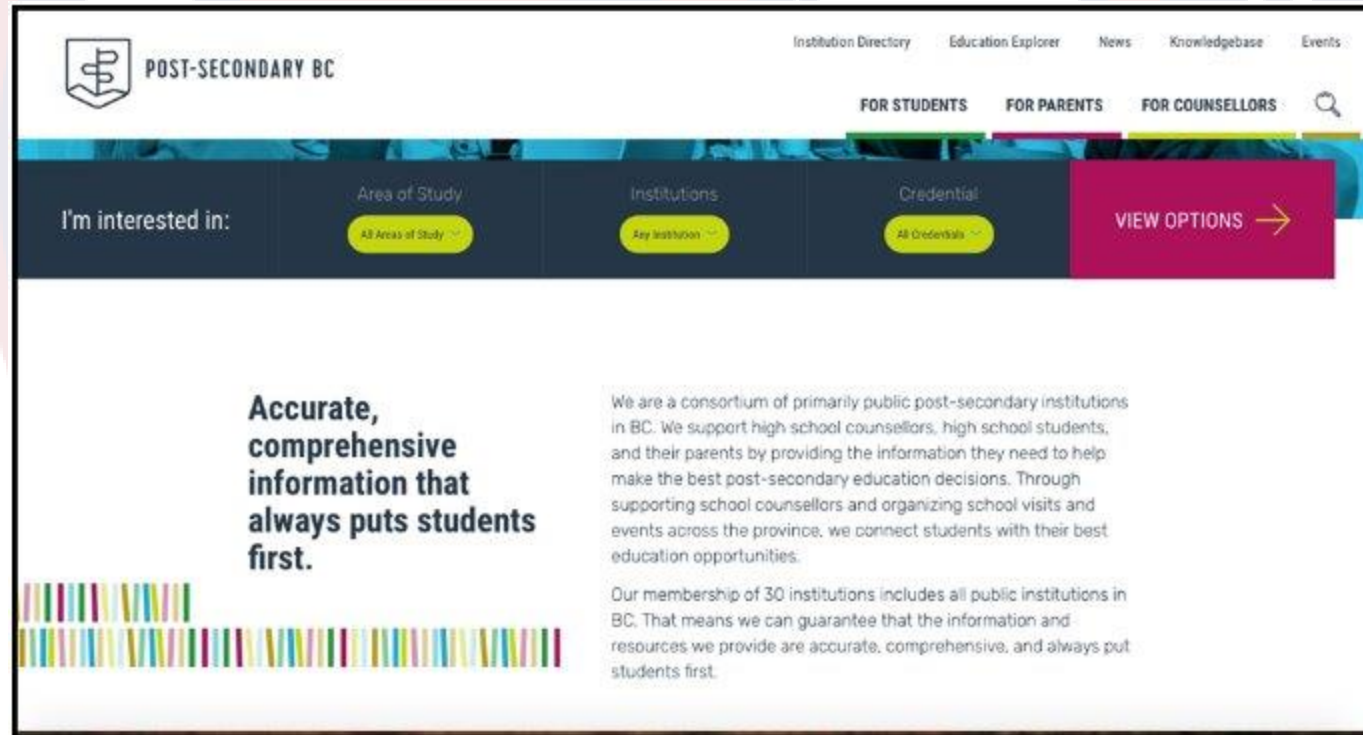 Institution Directory Education Explorer News Knowledgebase Events
POST-SECONDARY BC
FOR STUDENTS FOR PARENTS FOR COUNSELLORS
I'm interested in:
Area of Study
All Areas of Study
Institutions
Any Institution
Credential
All Credentials
VIEW OPTIONS
Accurate,
comprehensive
information that
always puts students
first.
We are a consortium of primarily public post-secondary institutions
in BC. We support high school counsellors, high school students,
and their parents by providing the information they need to help
make the best post-secondary education decisions. Through
supporting school counsellors and organizing school visits and
events across the province, we connect students with their best
education opportunities.
Our membership of 30 institutions includes all public institutions in
BC. That means we can guarantee that the information and
resources we provide are accurate, comprehensive, and always put
students first.